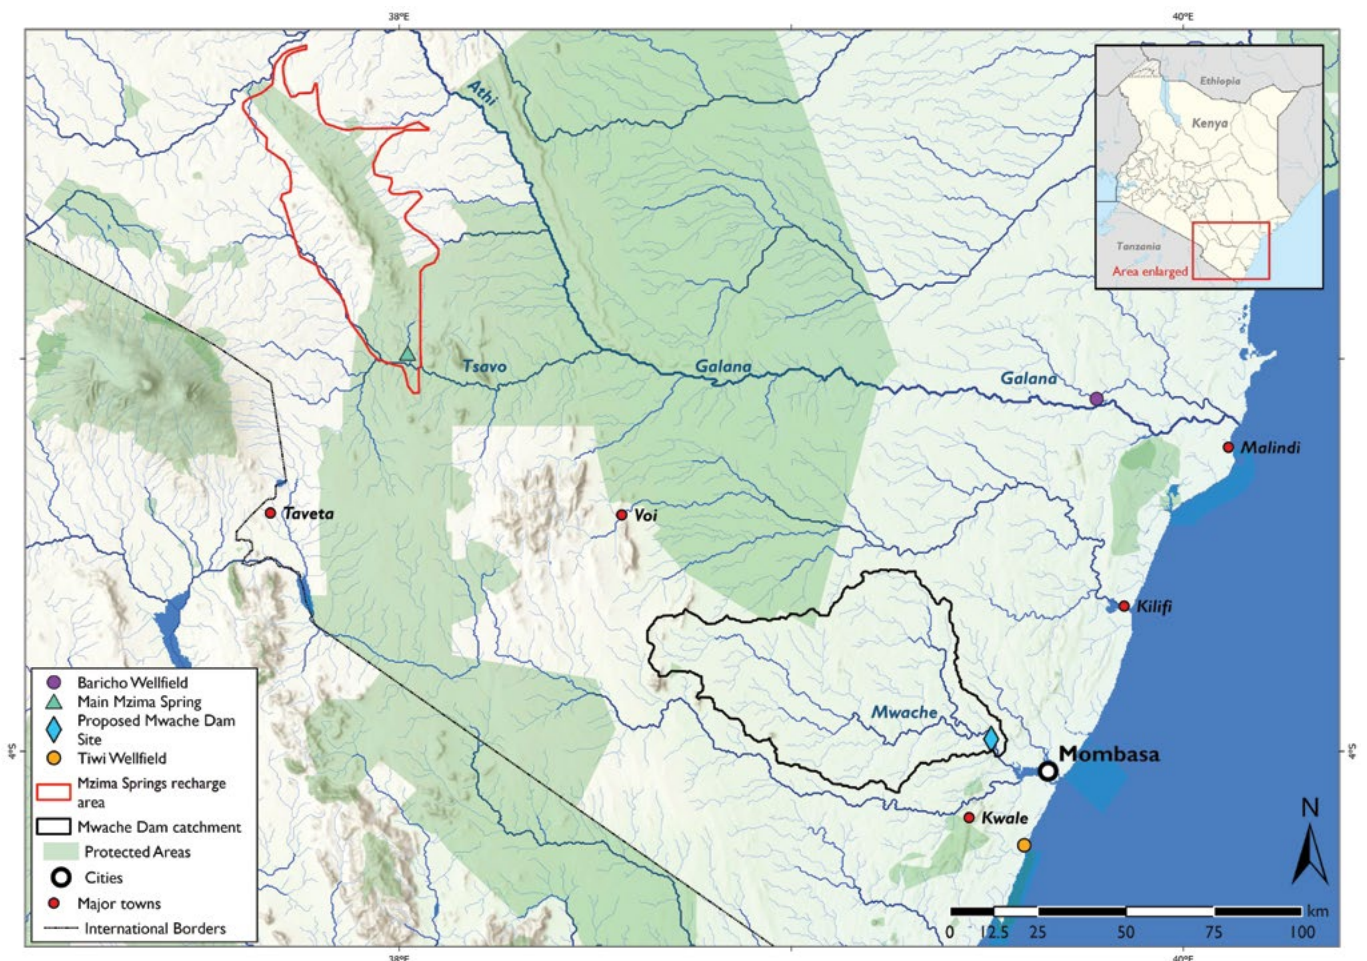 38°E
40°E
Ethiopia
Kenya
Tanzania
Area enlarged
Athi
Tsavo
Galana
Galana
Malindi
Taveta
Voi
Kilifi
Mwache
Mombasa
Kwale
4°S
4°S
Baricho Wellfield
Main Mzima Spring
Proposed Mwache Dam
Site
Tiwi Wellfield
Mzima Springs recharge
area
Mwache Dam catchment
Protected Areas
Cities
Major towns
International Borders
N
km
0 12.5 25 50 75 100
38°E
40°E